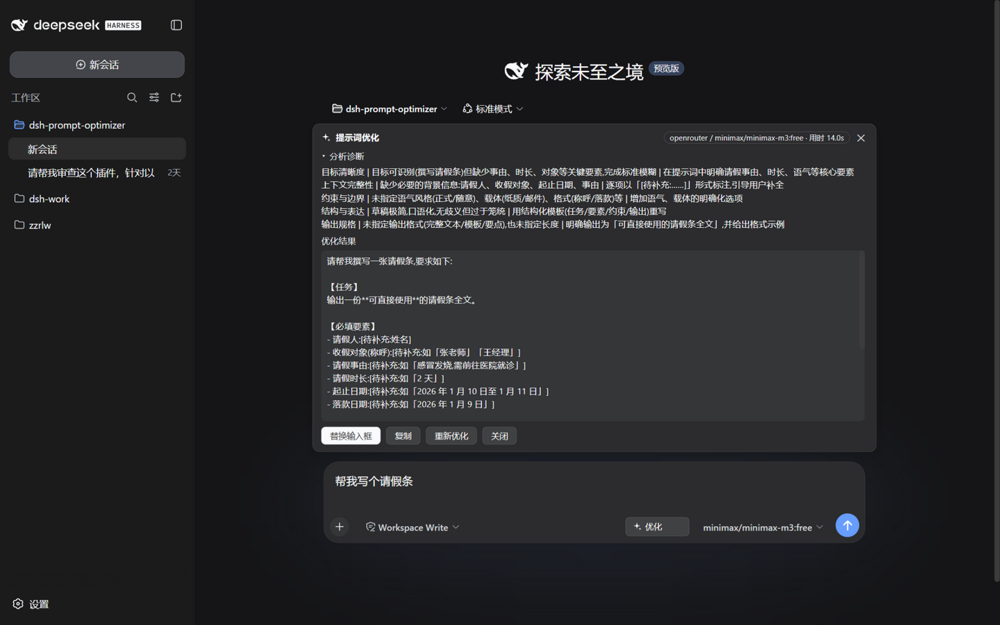 deepseek HARNESS
新会话
工作区
dsh-prompt-optimizer
新会话
请帮我审查这个插件，针对以 2天
dsh-work
zzrlw
设置
探索未至之境 预览版
dsh-prompt-optimizer 标准模式
提示词优化 openrouter / minimax/minimax-m3:free · 用时 14.0s
分析诊断
目标清晰度 | 目标可识别(撰写请假条)但缺少事由、时长、对象等关键要素,完成标准模糊 | 在提示词中明确请假事由、时长、语气等核心要素
上下文完整性 | 缺少必要的背景信息:请假人、收假对象、起止日期、事由 | 逐项以「[待补充:......]」形式标注,引导用户补全
约束与边界 | 未指定语气风格(正式/随意)、载体(纸质/邮件)、格式(称呼/落款)等 | 增加语气、载体的明确化选项
结构与表达 | 草稿极简,口语化,无歧义但过于笼统 | 用结构化模板(任务/要素/约束/输出)重写
输出规格 | 未指定输出格式(完整文本/模板/要点),也未指定长度 | 明确输出为「可直接使用的请假条全文」,并给出格式示例
优化结果
请帮我撰写一张请假条,要求如下:
【任务】
输出一份**可直接使用**的请假条全文。
【必填要素】
- 请假人:[待补充:姓名]
- 收假对象(称呼):[待补充:如「张老师」「王经理」]
- 请假事由:[待补充:如「感冒发烧,需前往医院就诊」]
- 请假时长:[待补充:如「2 天」]
- 起止日期:[待补充:如「2026 年 1 月 10 日至 1 月 11 日」]
- 落款日期:[待补充:如「2026 年 1 月 9 日」]
替换输入框 复制 重新优化 关闭
帮我写个请假条
Workspace Write 优化 minimax/minimax-m3:free